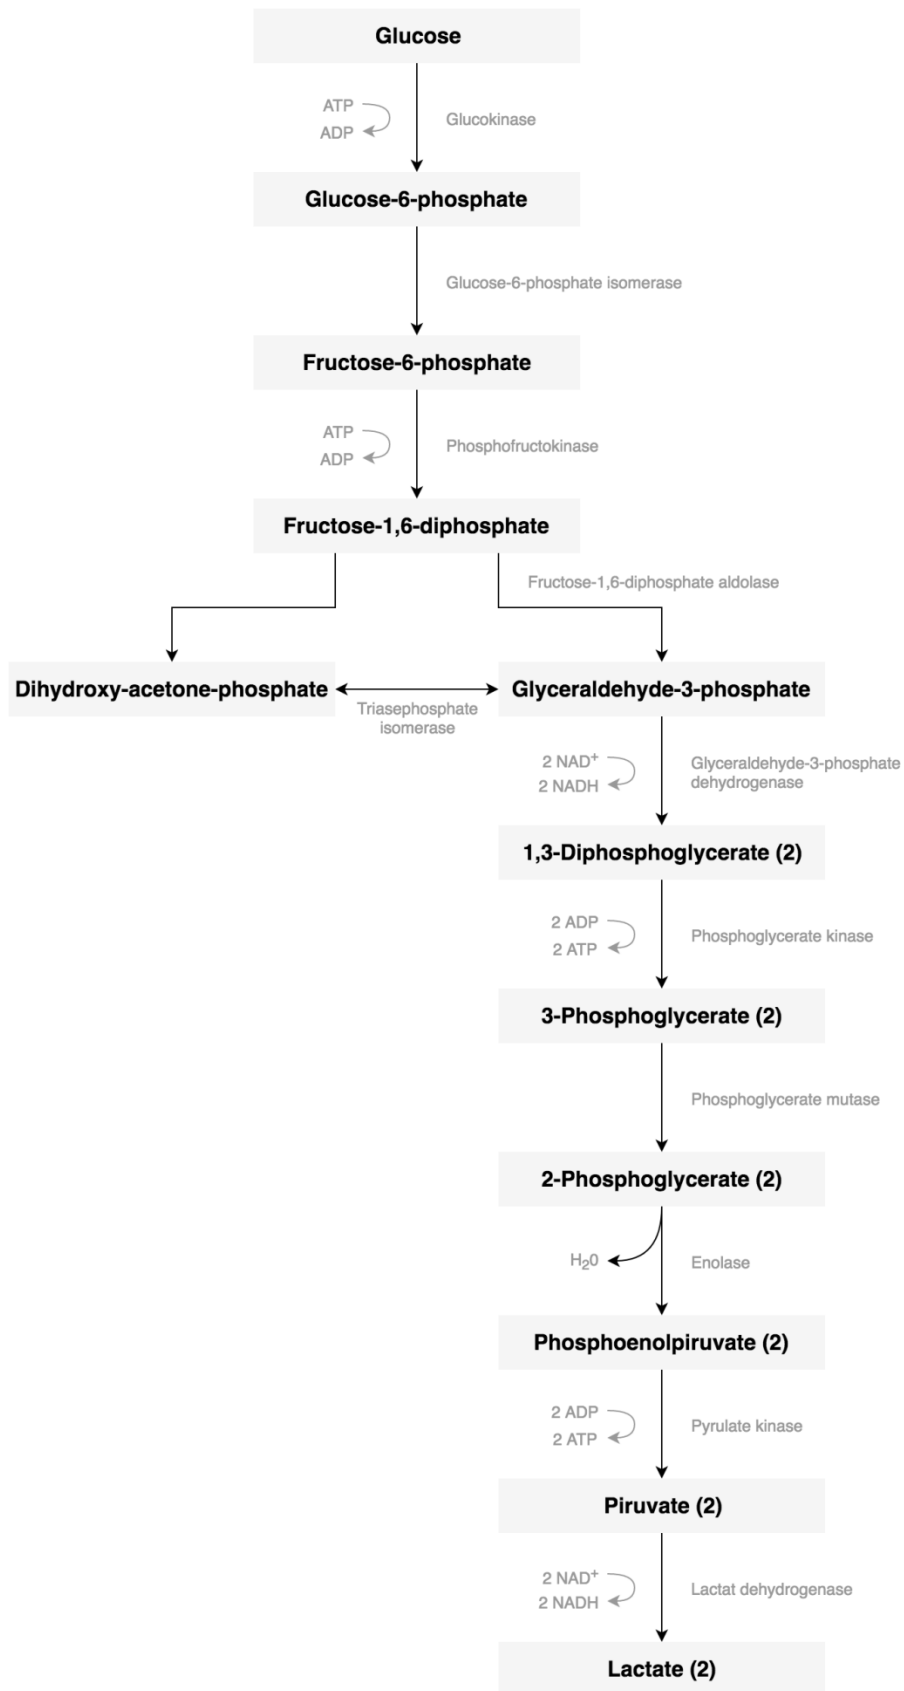 Glucose
ATP
ADP
Glucokinase
Glucose-6-phosphate
Glucose-6-phosphate isomerase
Fructose-6-phosphate
ATP
ADP
Phosphofructokinase
Fructose-1,6-diphosphate
Fructose-1,6-diphosphate aldolase
Dihydroxy-acetone-phosphate
Triasephosphate
isomerase
Glyceraldehyde-3-phosphate
2 NAD⁺
2 NADH
Glyceraldehyde-3-phosphate
dehydrogenase
1,3-Diphosphoglycerate (2)
2 ADP
2 ATP
Phosphoglycerate kinase
3-Phosphoglycerate (2)
Phosphoglycerate mutase
2-Phosphoglycerate (2)
H₂0
Enolase
Phosphoenolpiruvate (2)
2 ADP
2 ATP
Pyrulate kinase
Piruvate (2)
2 NAD⁺
2 NADH
Lactat dehydrogenase
Lactate (2)